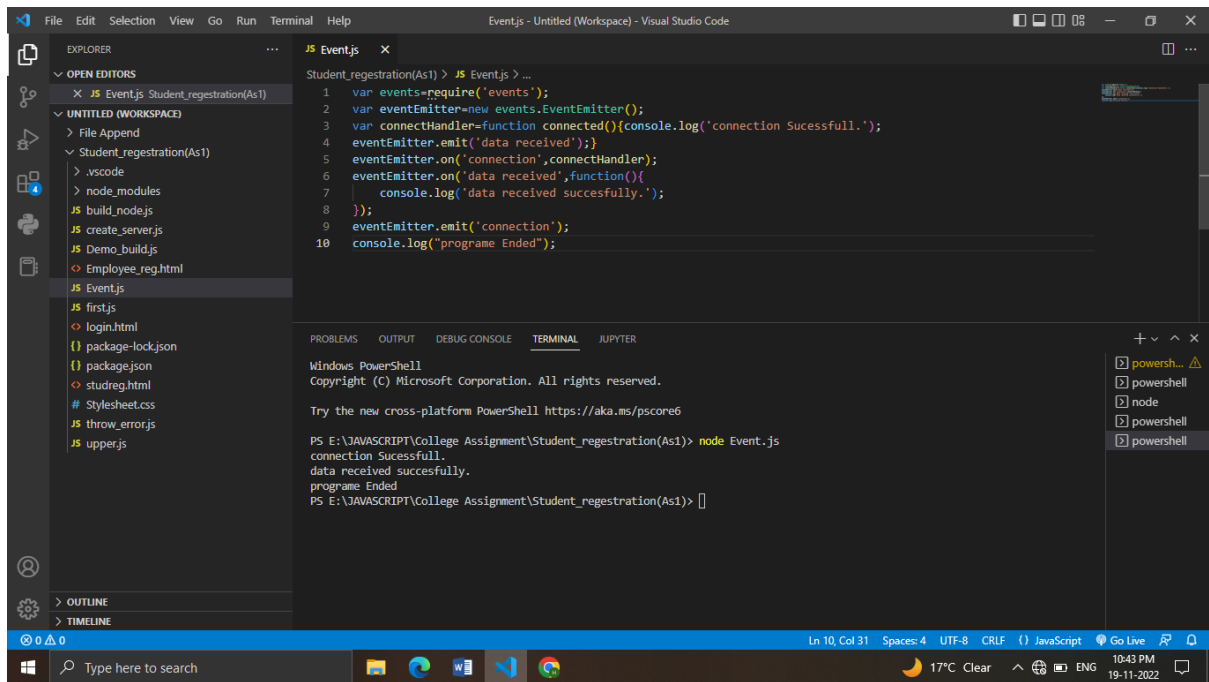 File Edit Selection View Go Run Terminal Help
Event.js - Untitled (Workspace) - Visual Studio Code
EXPLORER
OPEN EDITORS
JS Event.js Student_regestration(As1)
UNTITLED (WORKSPACE)
File Append
Student_regestration(As1)
.vscode
node_modules
JS build_node.js
JS create_server.js
JS Demo_build.js
<> Employee_reg.html
JS Event.js
JS first.js
<> login.html
{} package-lock.json
{} package.json
<> studreg.html
# Stylesheet.css
JS throw_error.js
JS upper.js
OUTLINE
TIMELINE
4
JS Event.js
Student_regestration(As1) > JS Event.js > ...
1 var events=require('events');
2 var eventEmitter=new events.EventEmitter();
3 var connectHandler=function connected(){console.log('connection Sucessfull.');
4 eventEmitter.emit('data received');}
5 eventEmitter.on('connection',connectHandler);
6 eventEmitter.on('data received',function(){
7 console.log('data received succesfully.');
8 });
9 eventEmitter.emit('connection');
10 console.log("programe Ended");
PROBLEMS OUTPUT DEBUG CONSOLE TERMINAL JUPYTER
Windows PowerShell
Copyright (C) Microsoft Corporation. All rights reserved.
Try the new cross-platform PowerShell https://aka.ms/pscore6
PS E:\JAVASCRIPT\College Assignment\Student_regestration(As1)> node Event.js
connection Sucessfull.
data received succesfully.
programe Ended
PS E:\JAVASCRIPT\College Assignment\Student_regestration(As1)>
powersh...
powershell
node
powershell
powershell
0 0
Ln 10, Col 31 Spaces: 4 UTF-8 CRLF {} JavaScript Go Live
Type here to search
17°C Clear ENG
10:43 PM
19-11-2022